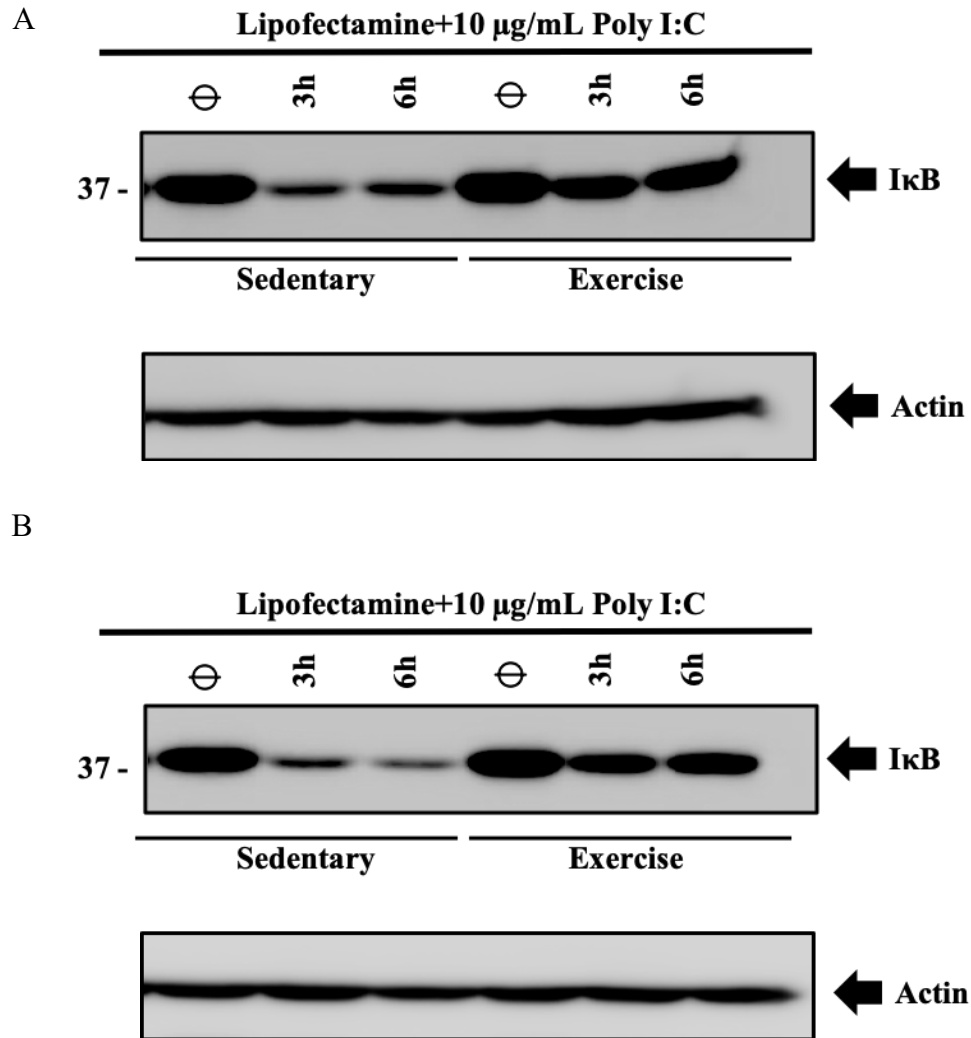 A
Lipofectamine+10 µg/mL Poly I:C
⦵ 3h 6h ⦵ 3h 6h
37 -
IκB
Sedentary Exercise
Actin
B
Lipofectamine+10 µg/mL Poly I:C
⦵ 3h 6h ⦵ 3h 6h
37 -
IκB
Sedentary Exercise
Actin